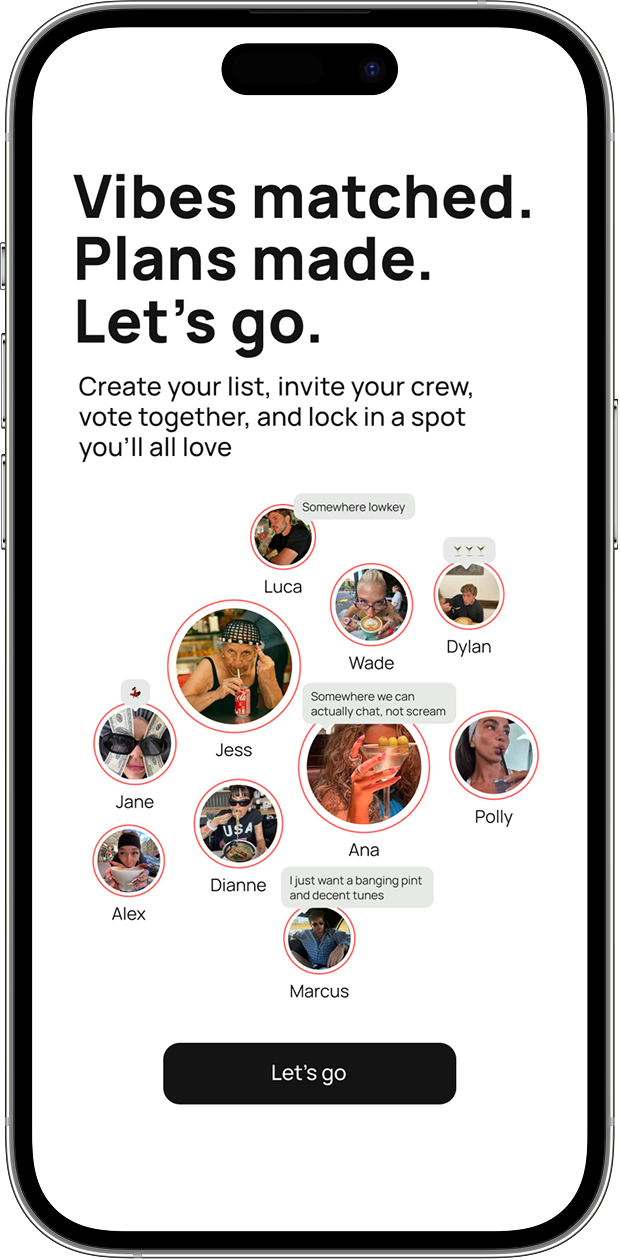 Vibes matched.
Plans made.
Let’s go.
Create your list, invite your crew,
vote together, and lock in a spot
you’ll all love
Somewhere lowkey
Luca
Wade
Dylan
Somewhere we can
actually chat, not scream
Jess
Jane
Polly
Ana
USA
Dianne
I just want a banging pint
and decent tunes
Alex
Marcus
Let’s go